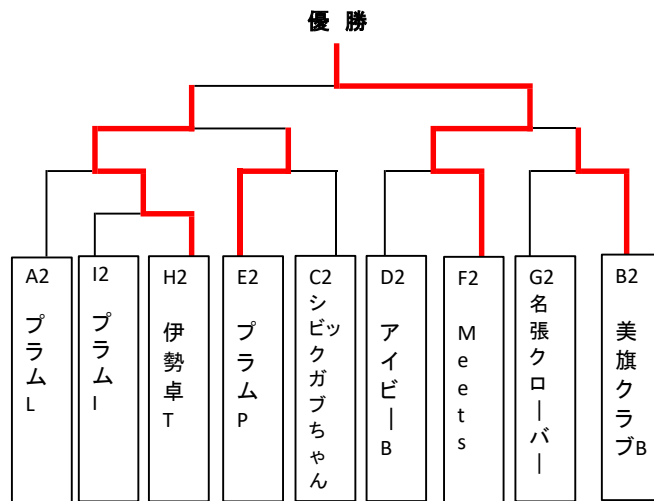 優 勝
A2 プラムL
I2 プラムI
H2 伊勢卓T
E2 プラムP
C2 シビックガブちゃん
D2 アイビーB
F2 Meets
G2 名張クローバー
B2 美旗クラブB